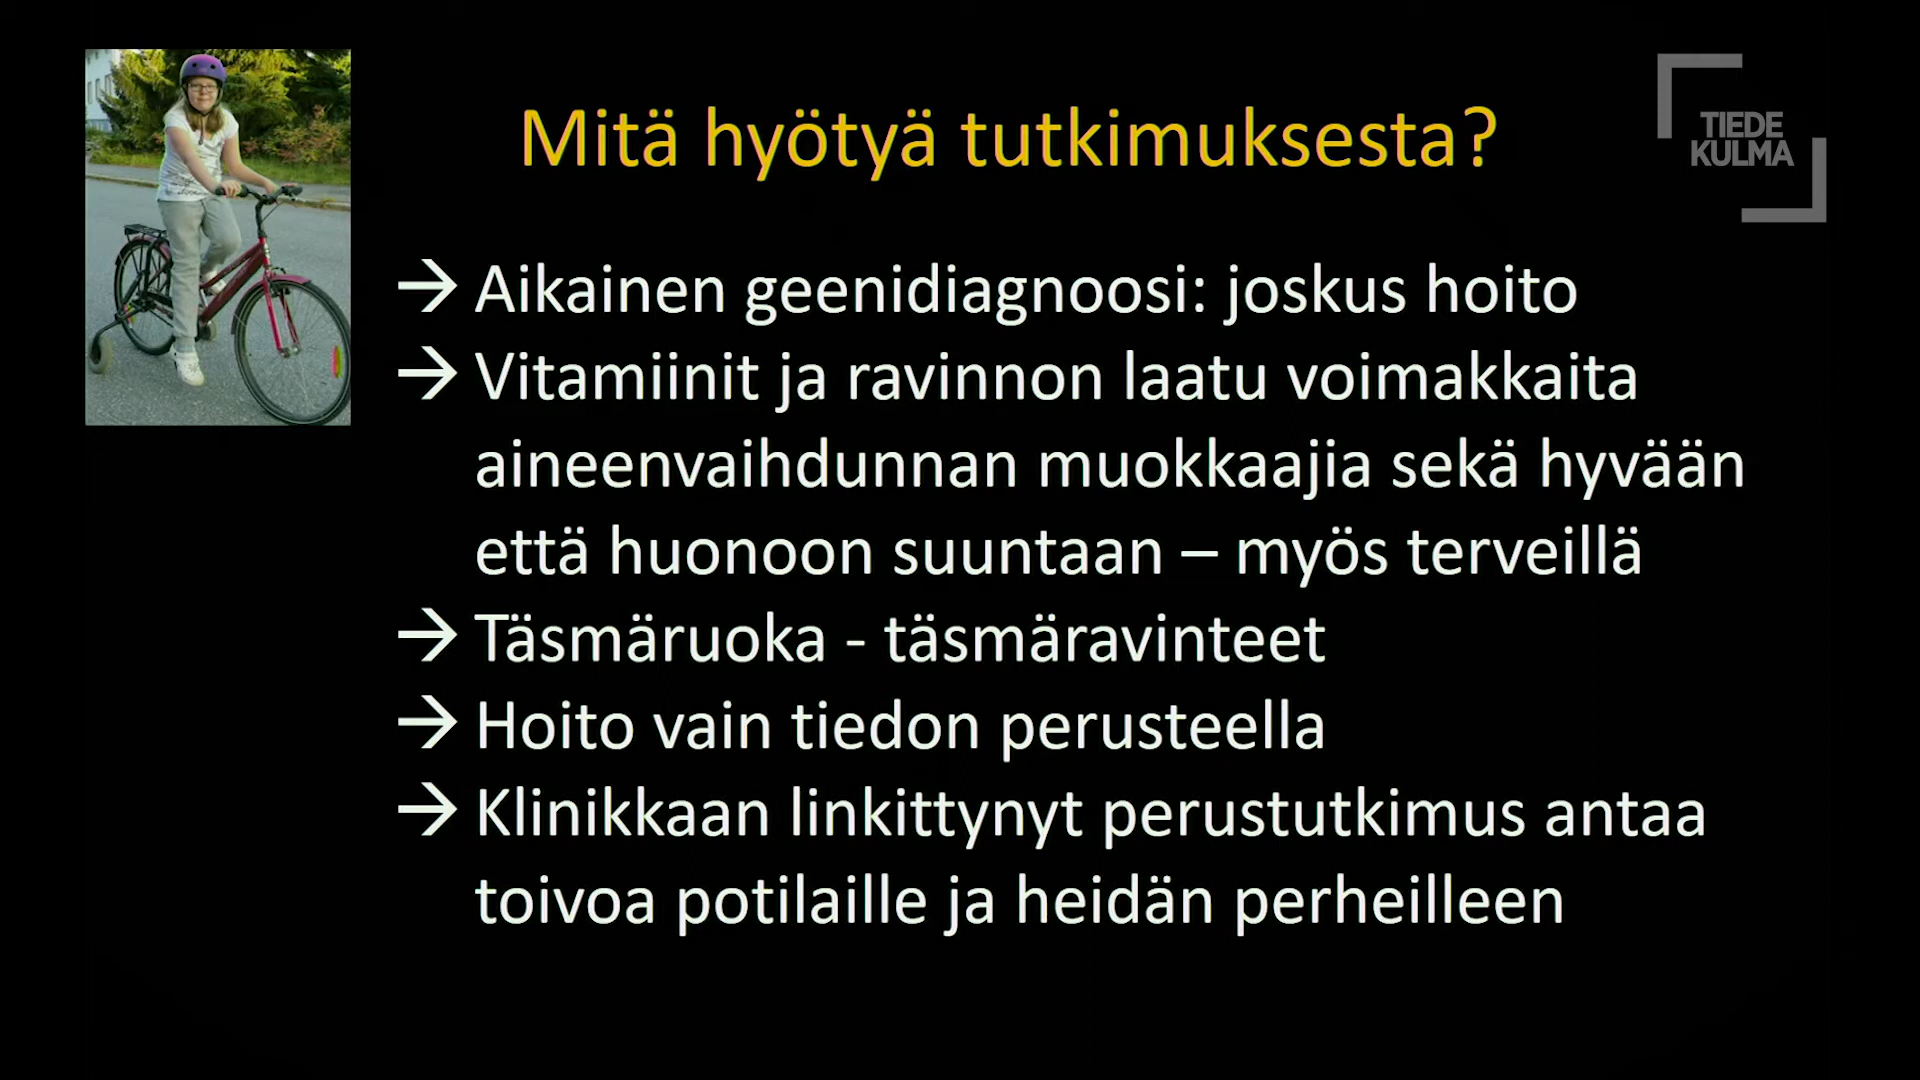 Mitä hyötyä tutkimuksesta?
TIEDE
KULMA
→ Aikainen geenidiagnoosi: joskus hoito
→ Vitamiinit ja ravinnon laatu voimakkaita
aineenvaihdunnan muokkaajia sekä hyvään
että huonoon suuntaan – myös terveillä
→ Täsmäruoka - täsmäravinteet
→ Hoito vain tiedon perusteella
→ Klinikkaan linkittynyt perustutkimus antaa
toivoa potilaille ja heidän perheilleen